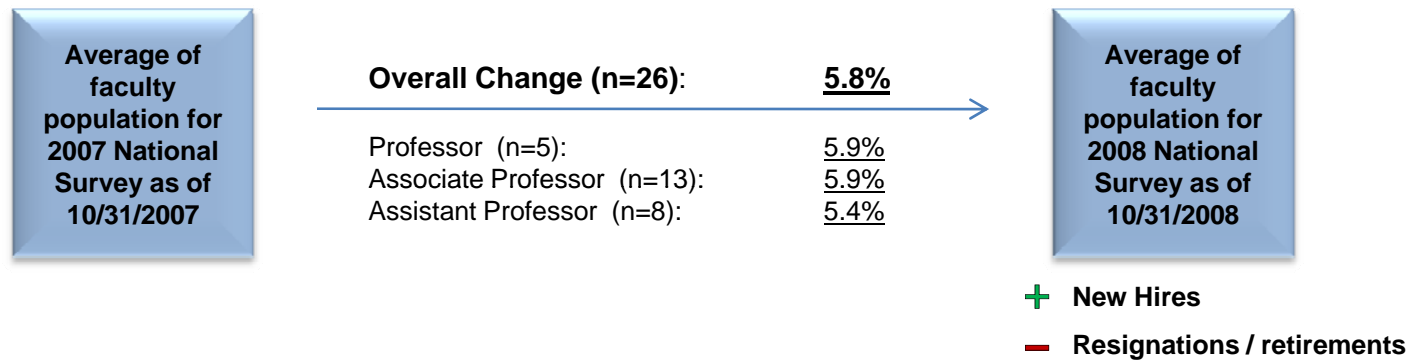 Average of
faculty
population for
2007 National
Survey as of
10/31/2007
Overall Change (n=26): 5.8%
Professor (n=5): 5.9%
Associate Professor (n=13): 5.9%
Assistant Professor (n=8): 5.4%
Average of
faculty
population for
2008 National
Survey as of
10/31/2008
New Hires
Resignations / retirements